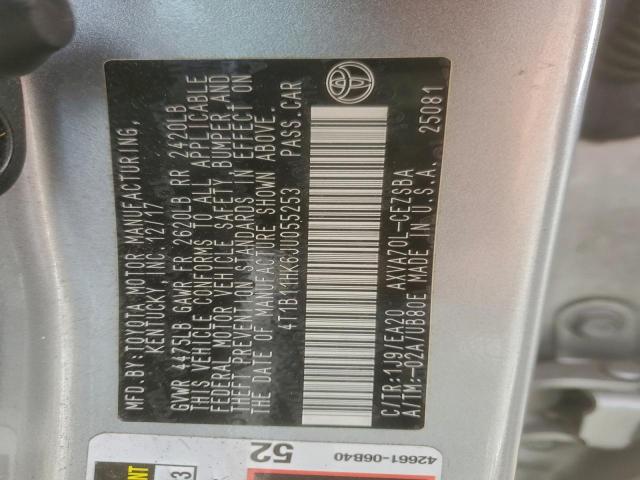 MFD.BY: TOYOTA MOTOR MANUFACTURING,
KENTUCKY, INC. 12/17
GVWR 4475LB GAWR FR 2620LB RR 2420LB
THIS VEHICLE CONFORMS TO ALL APPLICABLE
FEDERAL MOTOR VEHICLE SAFETY, BUMPER, AND
THEFT PREVENTION STANDARDS IN EFFECT ON
THE DATE OF MANUFACTURE SHOWN ABOVE.
4T1B11HK6JU055253 PASS. CAR
C/TR:1J9/EA20 AXVA70L-CEZSBA
A/TM:-02A/UB80E MADE IN U.S.A. 25081
52
42661-06B40
3